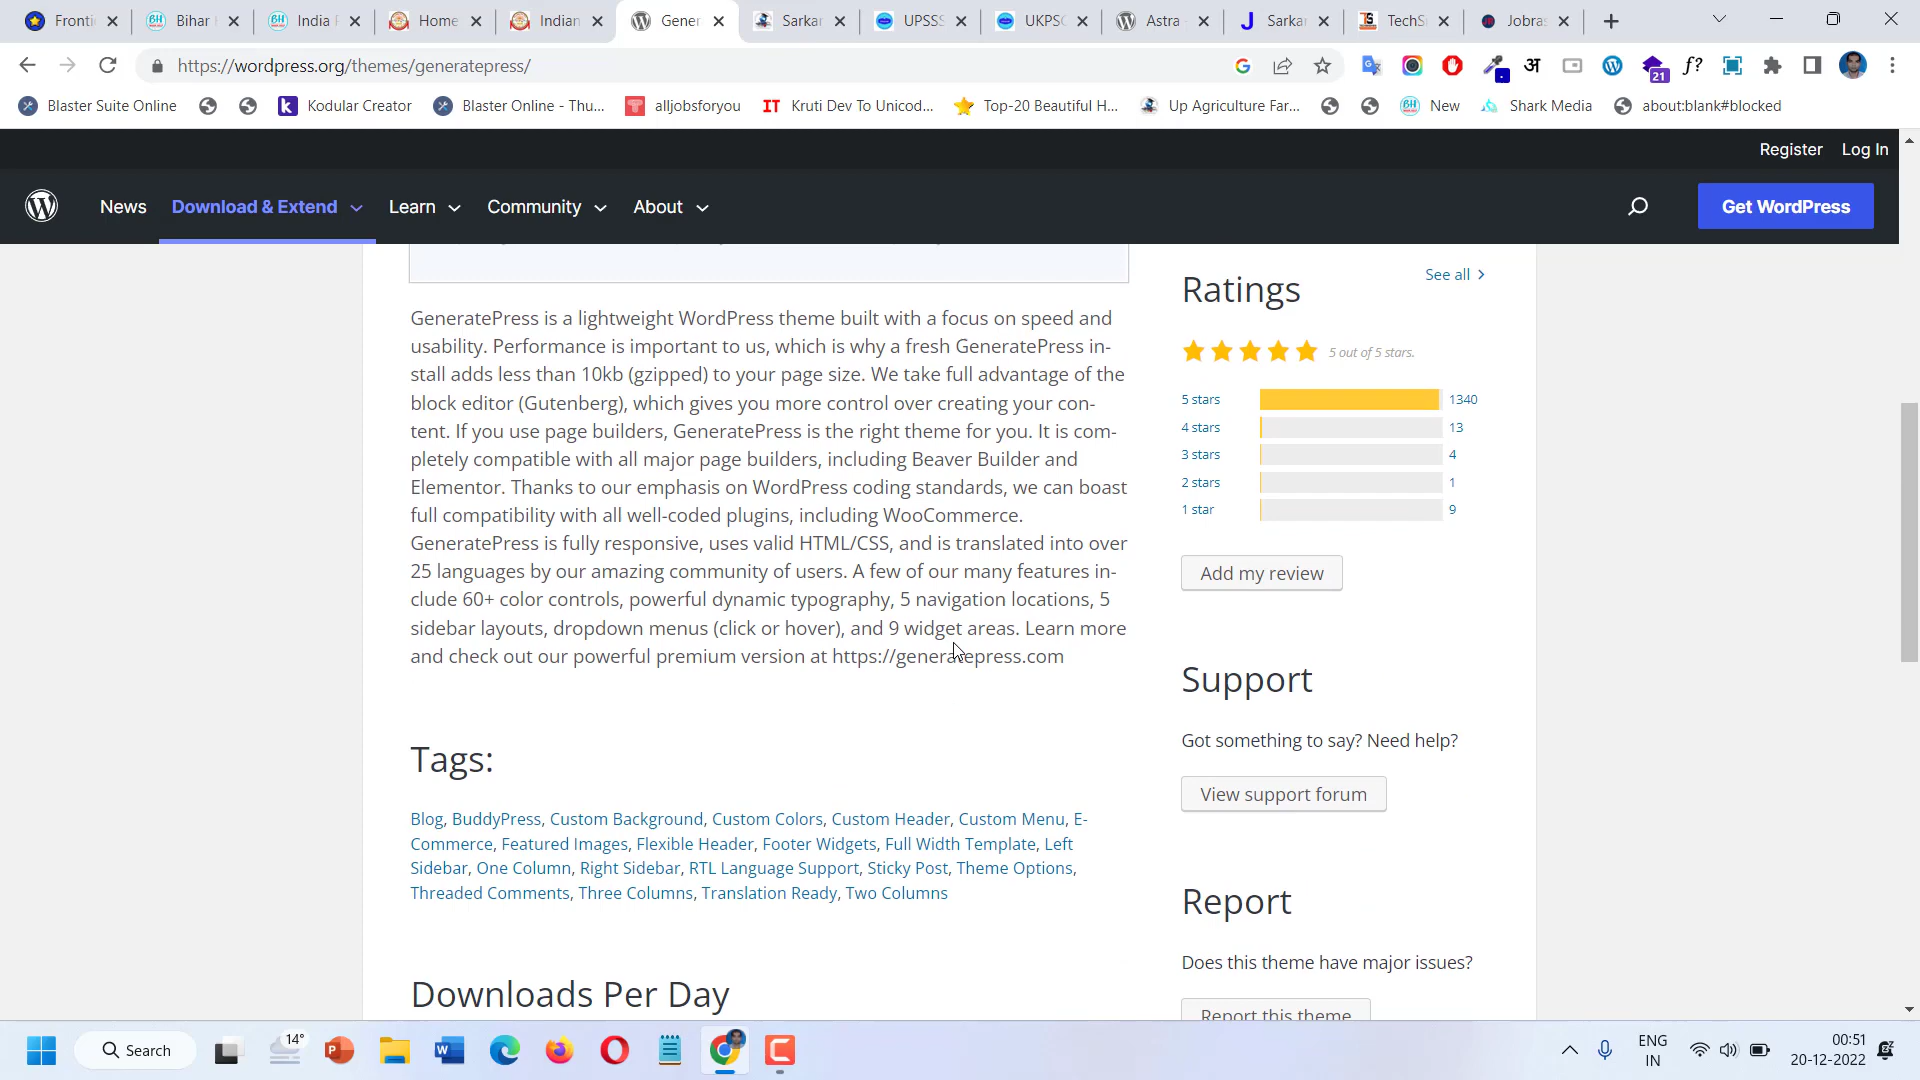 Fronti
Bihar
India
Home
Indian
Gener
Sarkar
UPSSS
UKPSC
Astra
Sarkar
TechS
Jobras
https://wordpress.org/themes/generatepress/
अ
21
f?
Blaster Suite Online
Kodular Creator
Blaster Online - Thu...
alljobsforyou
IT Kruti Dev To Unicod...
Top-20 Beautiful H...
Up Agriculture Far...
BH New
Shark Media
about:blank#blocked
Register Log In
News Download & Extend Learn Community About
Get WordPress
GeneratePress is a lightweight WordPress theme built with a focus on speed and
usability. Performance is important to us, which is why a fresh GeneratePress in-
stall adds less than 10kb (gzipped) to your page size. We take full advantage of the
block editor (Gutenberg), which gives you more control over creating your con-
tent. If you use page builders, GeneratePress is the right theme for you. It is com-
pletely compatible with all major page builders, including Beaver Builder and
Elementor. Thanks to our emphasis on WordPress coding standards, we can boast
full compatibility with all well-coded plugins, including WooCommerce.
GeneratePress is fully responsive, uses valid HTML/CSS, and is translated into over
25 languages by our amazing community of users. A few of our many features in-
clude 60+ color controls, powerful dynamic typography, 5 navigation locations, 5
sidebar layouts, dropdown menus (click or hover), and 9 widget areas. Learn more
and check out our powerful premium version at https://generatepress.com
Tags:
Blog, BuddyPress, Custom Background, Custom Colors, Custom Header, Custom Menu, E-
Commerce, Featured Images, Flexible Header, Footer Widgets, Full Width Template, Left
Sidebar, One Column, Right Sidebar, RTL Language Support, Sticky Post, Theme Options,
Threaded Comments, Three Columns, Translation Ready, Two Columns
Downloads Per Day
Ratings
See all
5 out of 5 stars.
5 stars 1340
4 stars 13
3 stars 4
2 stars 1
1 star 9
Add my review
Support
Got something to say? Need help?
View support forum
Report
Does this theme have major issues?
Report this theme
Search
14°
ENG
IN
00:51
20-12-2022